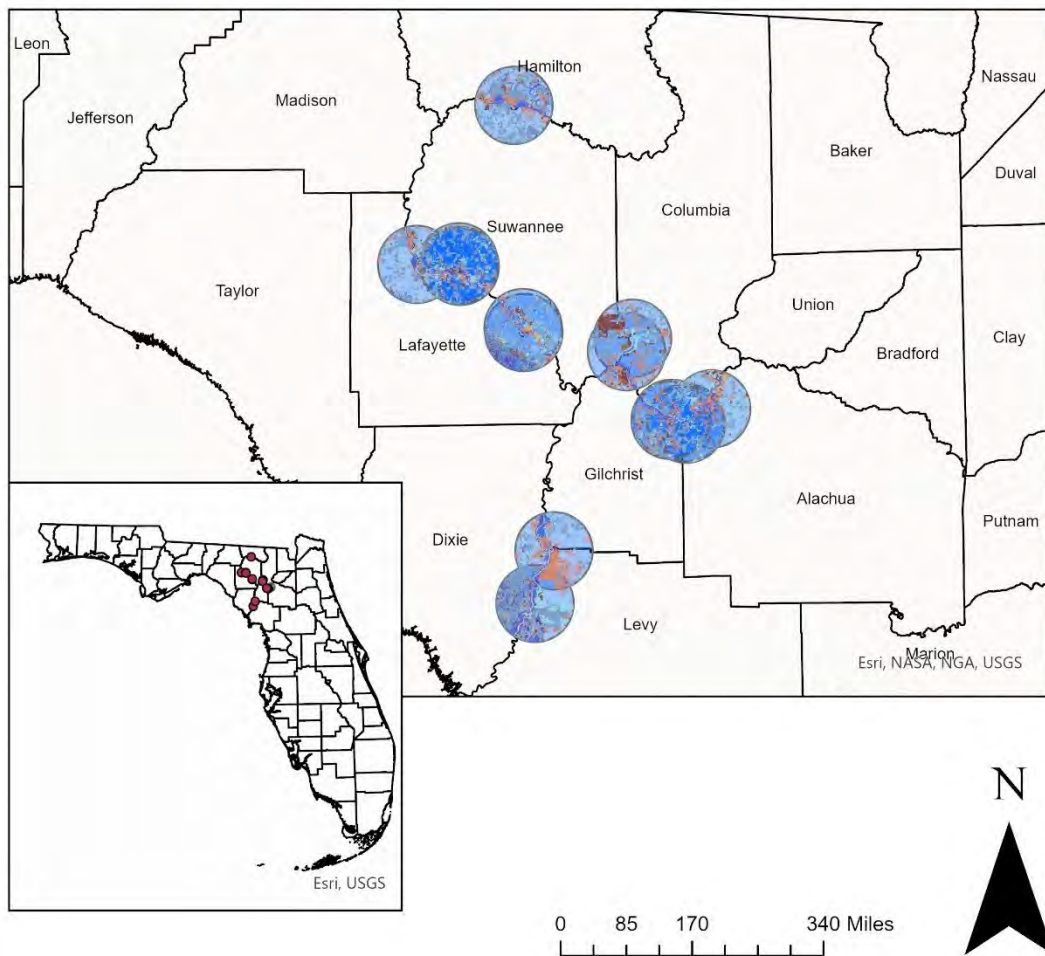 Leon
Hamilton
Nassau
Madison
Jefferson
Baker
Duval
Columbia
Suwannee
Taylor
Union
Lafayette
Bradford
Clay
Gilchrist
Alachua
Putnam
Dixie
Levy
Marion
Esri, NASA, NGA, USGS
Esri, USGS
N
0 85 170 340 Miles